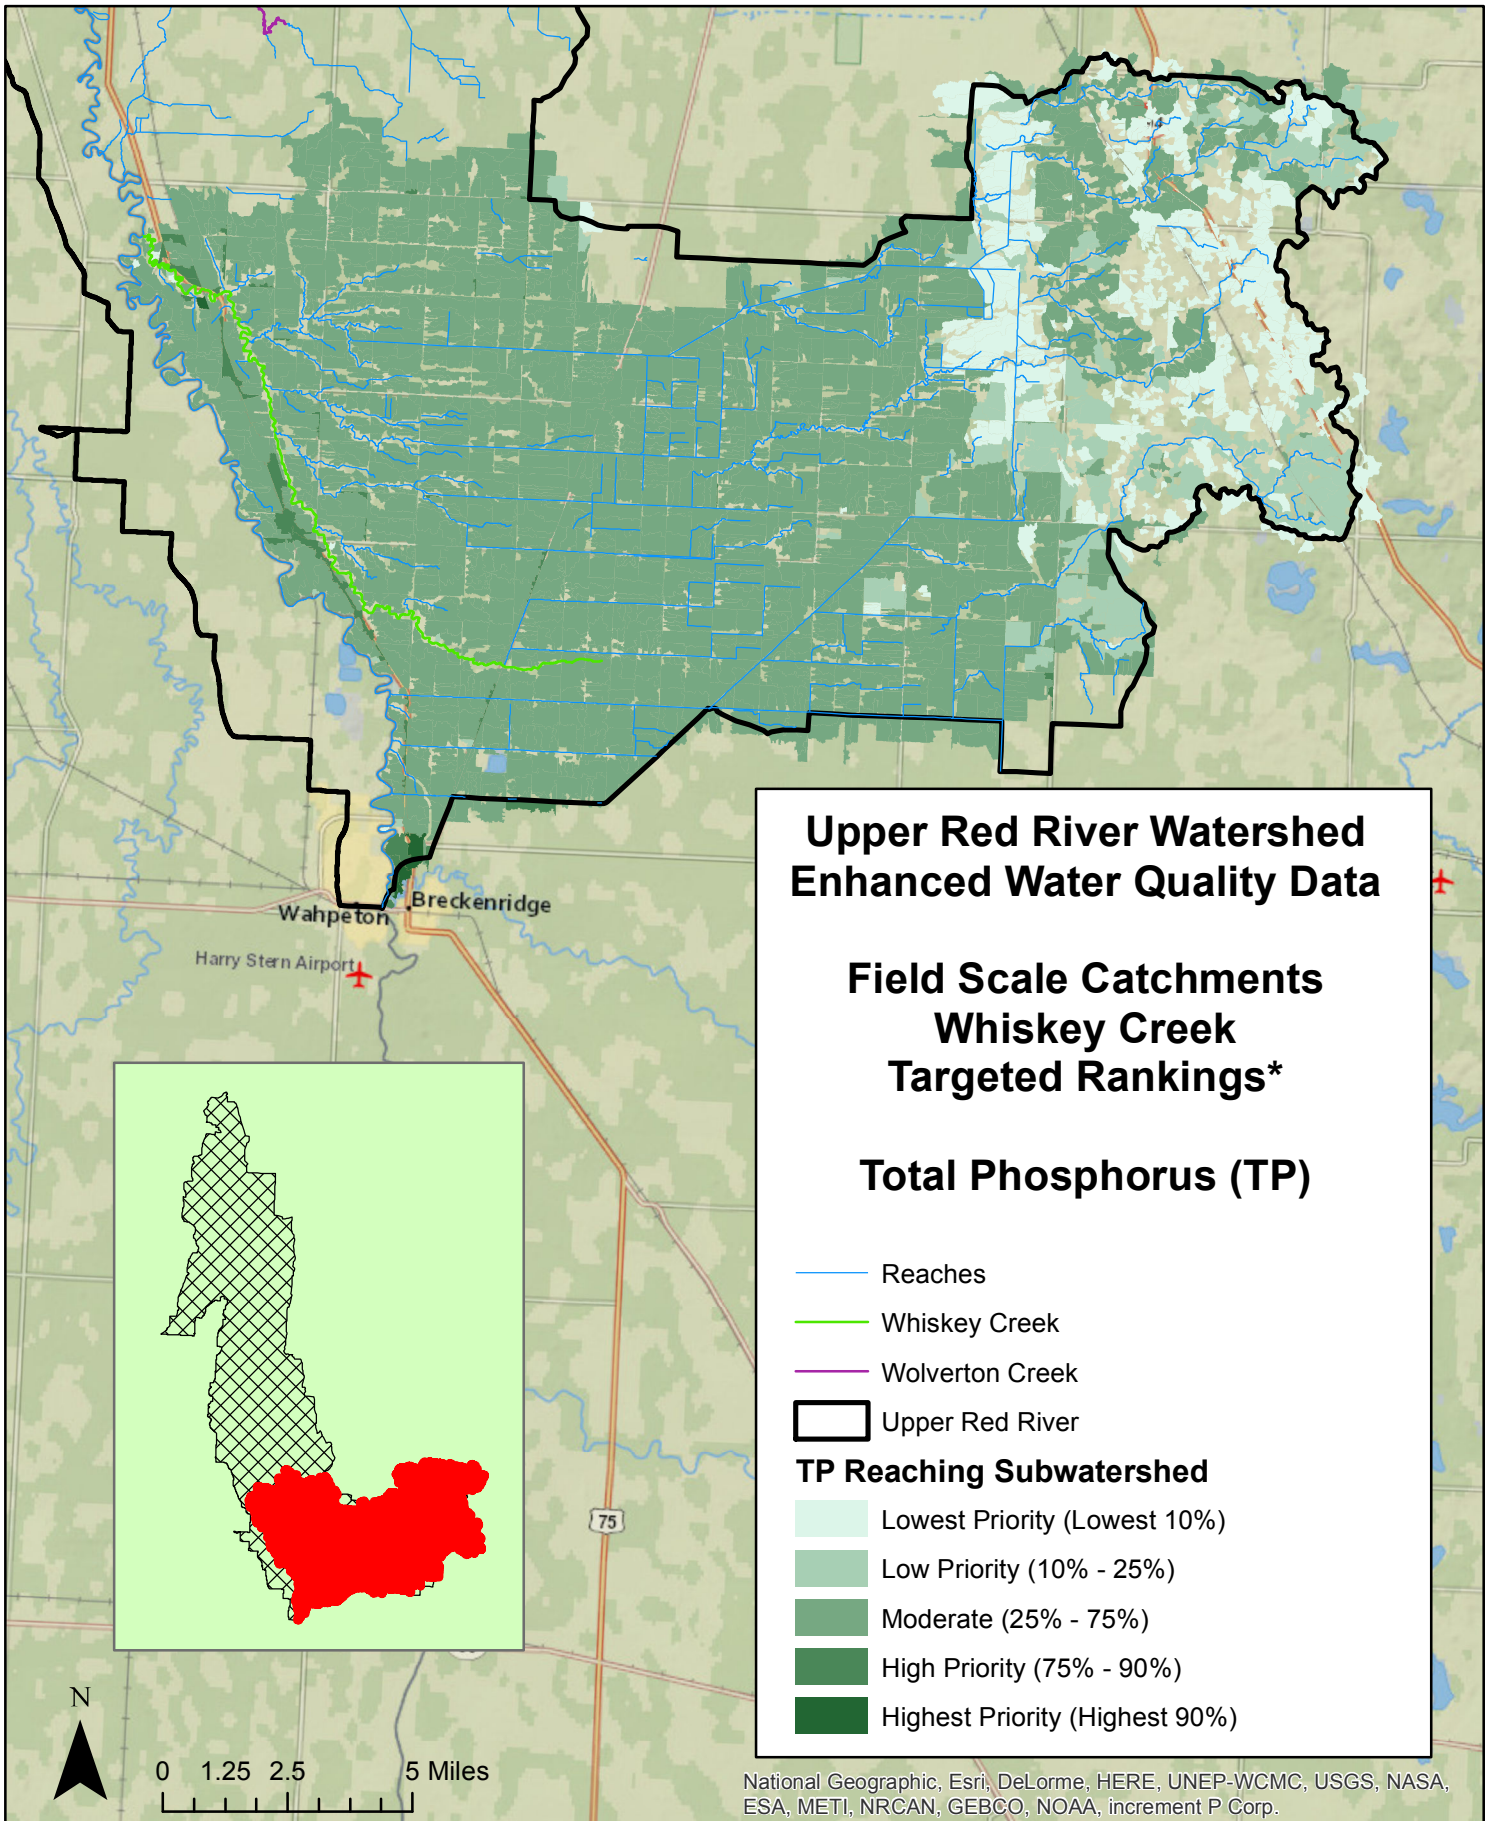 Wahpeton
Breckenridge
Harry Stern Airport
Upper Red River Watershed
Enhanced Water Quality Data
Field Scale Catchments
Whiskey Creek
Targeted Rankings*
Total Phosphorus (TP)
Reaches
Whiskey Creek
Wolverton Creek
Upper Red River
TP Reaching Subwatershed
Lowest Priority (Lowest 10%)
Low Priority (10% - 25%)
Moderate (25% - 75%)
High Priority (75% - 90%)
Highest Priority (Highest 90%)
75
N
0 1.25 2.5 5 Miles
National Geographic, Esri, DeLorme, HERE, UNEP-WCMC, USGS, NASA,
ESA, METI, NRCAN, GEBCO, NOAA, increment P Corp.